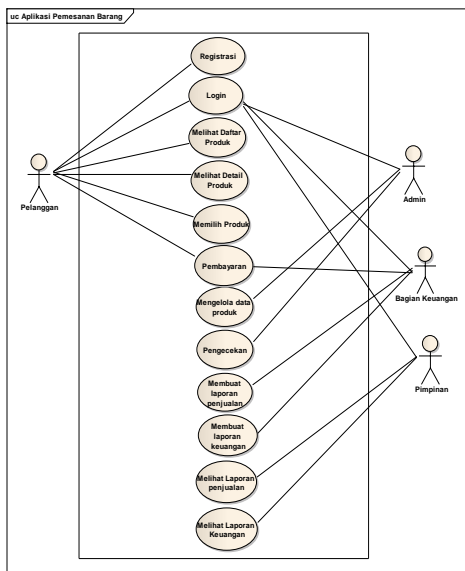 uc Aplikasi Pemesanan Barang
Registrasi
Login
Melihat Daftar
Produk
Melihat Detail
Produk
Memilih Produk
Pembayaran
Mengelola data
produk
Pengecekan
Membuat
laporan
penjualan
Membuat
laporan
keuangan
Melihat Laporan
penjualan
Melihat Laporan
Keuangan
Pelanggan
Admin
Bagian Keuangan
Pimpinan